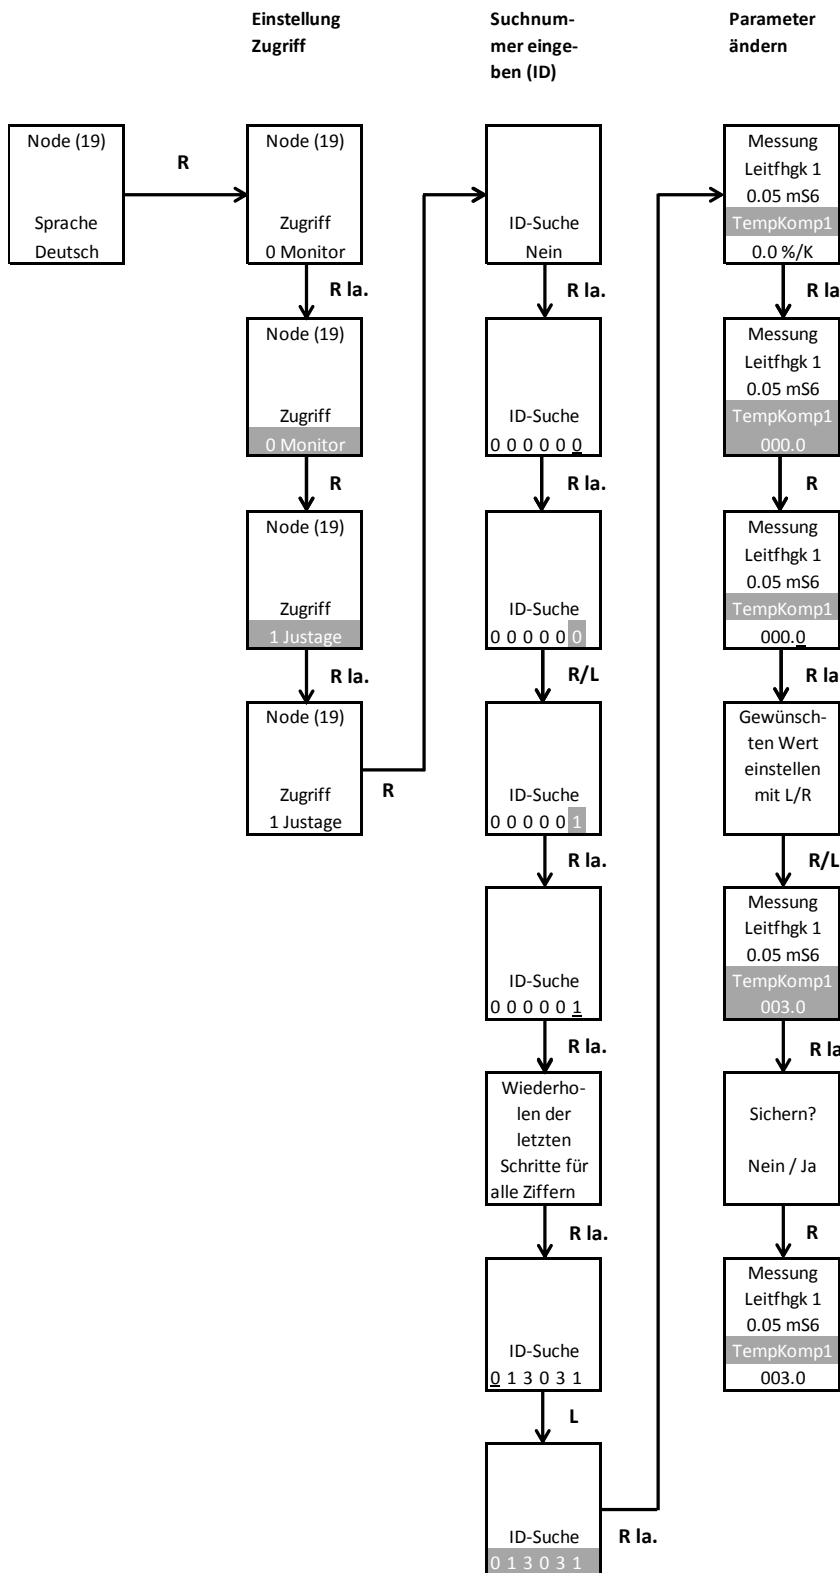 Einstellung
Zugriff
Suchnum-
mer einge-
ben (ID)
Parameter
ändern
Node (19)
Sprache
Deutsch
R
Node (19)
Zugriff
0 Monitor
R la.
Node (19)
Zugriff
0 Monitor
R
Node (19)
Zugriff
1 Justage
R la.
Node (19)
Zugriff
1 Justage
R
ID-Suche
Nein
R la.
ID-Suche
0 0 0 0 0 0
R la.
ID-Suche
0 0 0 0 0 0
R/L
ID-Suche
0 0 0 0 0 1
R la.
ID-Suche
0 0 0 0 0 1
R la.
Wiederho-
len der
letzten
Schritte für
alle Ziffern
R la.
ID-Suche
0 1 3 0 3 1
L
ID-Suche
0 1 3 0 3 1
R la.
Messung
Leitfhgk 1
0.05 mS6
TempKomp1
0.0 %/K
R la
Messung
Leitfhgk 1
0.05 mS6
TempKomp1
000.0
R
Messung
Leitfhgk 1
0.05 mS6
TempKomp1
000.0
R la
Gewünsch-
ten Wert
einstellen
mit L/R
R/L
Messung
Leitfhgk 1
0.05 mS6
TempKomp1
003.0
R la
Sichern?
Nein / Ja
R
Messung
Leitfhgk 1
0.05 mS6
TempKomp1
003.0